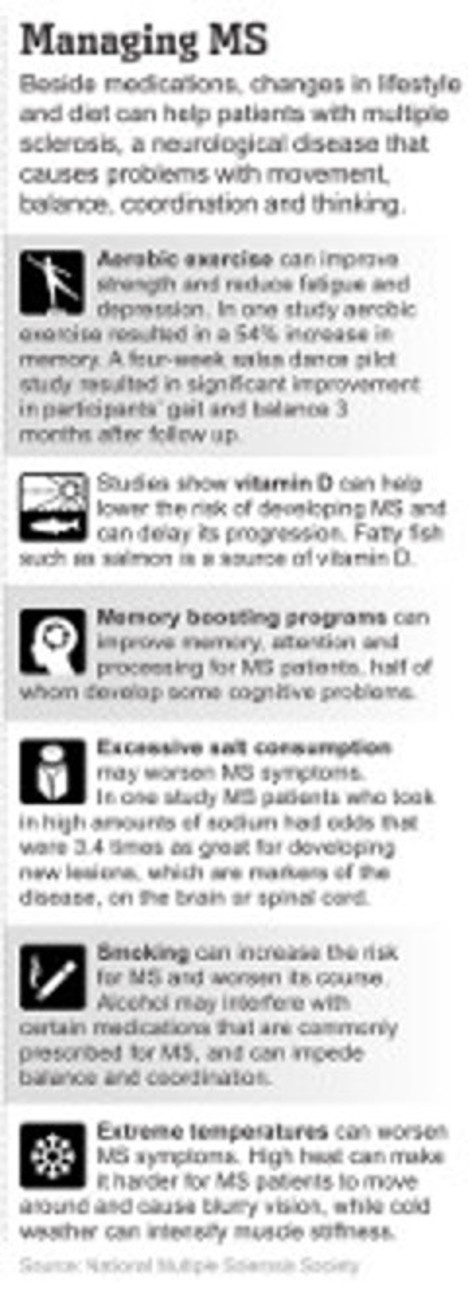 Managing MS
Beside medications, changes in lifestyle
and diet can help patients with multiple
sclerosis, a neurological disease that
causes problems with movement,
balance, coordination and thinking.
Aerobic exercise can improve
strength and reduce fatigue and
depression. In one study aerobic
exercise resulted in a 54% increase in
memory. A four-week salsa dance pilot
study resulted in significant improvement
in participants' gait and balance 3
months after follow up.
Studies show vitamin D can help
lower the risk of developing MS and
can delay its progression. Fatty fish
such as salmon is a source of vitamin D.
Memory boosting programs can
improve memory, attention and
processing for MS patients, half of
whom develop some cognitive problems.
Excessive salt consumption
may worsen MS symptoms.
In one study MS patients who took
in high amounts of sodium had odds that
were 3.4 times as great for developing
new lesions, which are markers of the
disease, on the brain or spinal cord.
Smoking can increase the risk
for MS and worsen its course.
Alcohol may interfere with
certain medications that are commonly
prescribed for MS, and can impede
balance and coordination.
Extreme temperatures can worsen
MS symptoms. High heat can make
it harder for MS patients to move
around and cause blurry vision, while cold
weather can intensify muscle stiffness.
Source: National Multiple Sclerosis Society